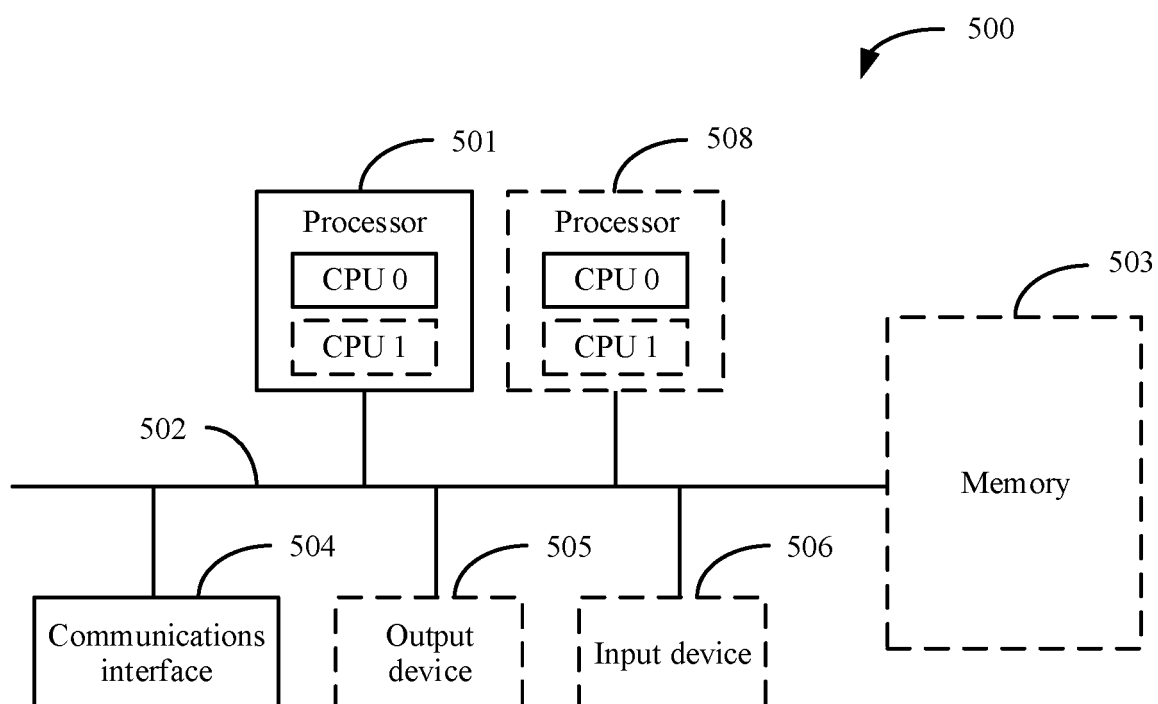 500
501
508
Processor
Processor
CPU 0
CPU 0
503
CPU 1
CPU 1
502
Memory
504
505
506
Communications
interface
Output
device
Input device